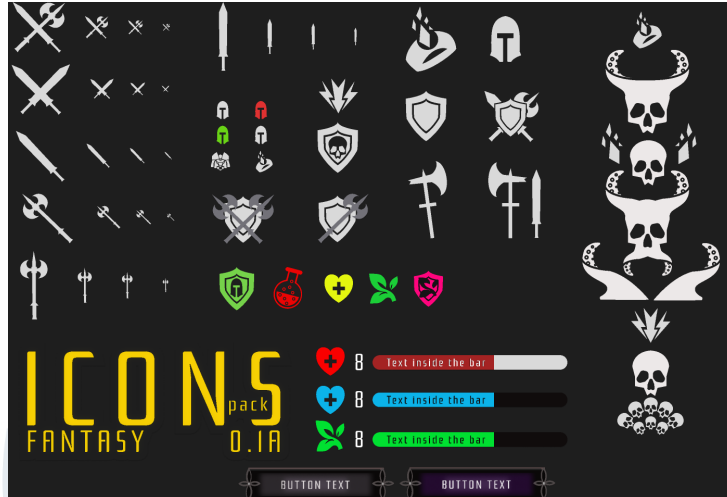 ICONS
pack
FANTASY 0.1A
8 Text inside the bar
8 Text inside the bar
8 Text inside the bar
BUTTON TEXT BUTTON TEXT